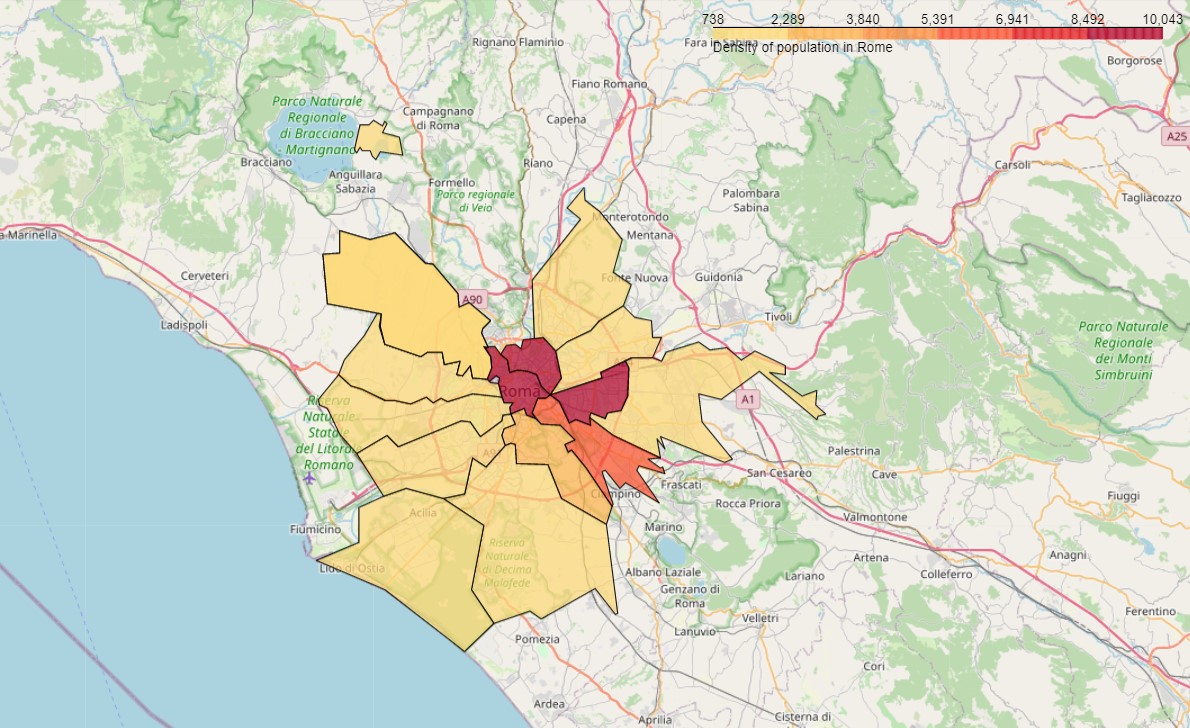 738 2,289 3,840 5,391 6,941 8,492 10,043
Density of population in Rome
Rignano Flaminio
Fara in Sabina
Borgorose
Fiano Romano
Parco Naturale
Regionale
di Bracciano
- Martignano
Campagnano
di Roma
Capena
A25
Bracciano
Riano
Carsoli
Anguillara
Sabazia
Formello
Parco regionale
di Veio
Palombara
Sabina
Tagliacozzo
Monterotondo
Mentana
a Marinella
Cerveteri
Fonte Nuova
Guidonia
A90
Ladispoli
Tivoli
Parco Naturale
Regionale
dei Monti
Simbruini
Roma
A1
Riserva
Naturale
Statale
del Litorale
Romano
Palestrina
San Cesareo
Cave
Frascati
Ciampino
Rocca Priora
Fiuggi
Acilia
Valmontone
Fiumicino
Marino
Riserva
Naturale
di Decima
Malafede
Artena
Anagni
Lido di Ostia
Albano Laziale
Lariano
Colleferro
Genzano di
Roma
Velletri
Ferentino
Pomezia
Lanuvio
Cori
Ardea
Aprilia
Cisterna di